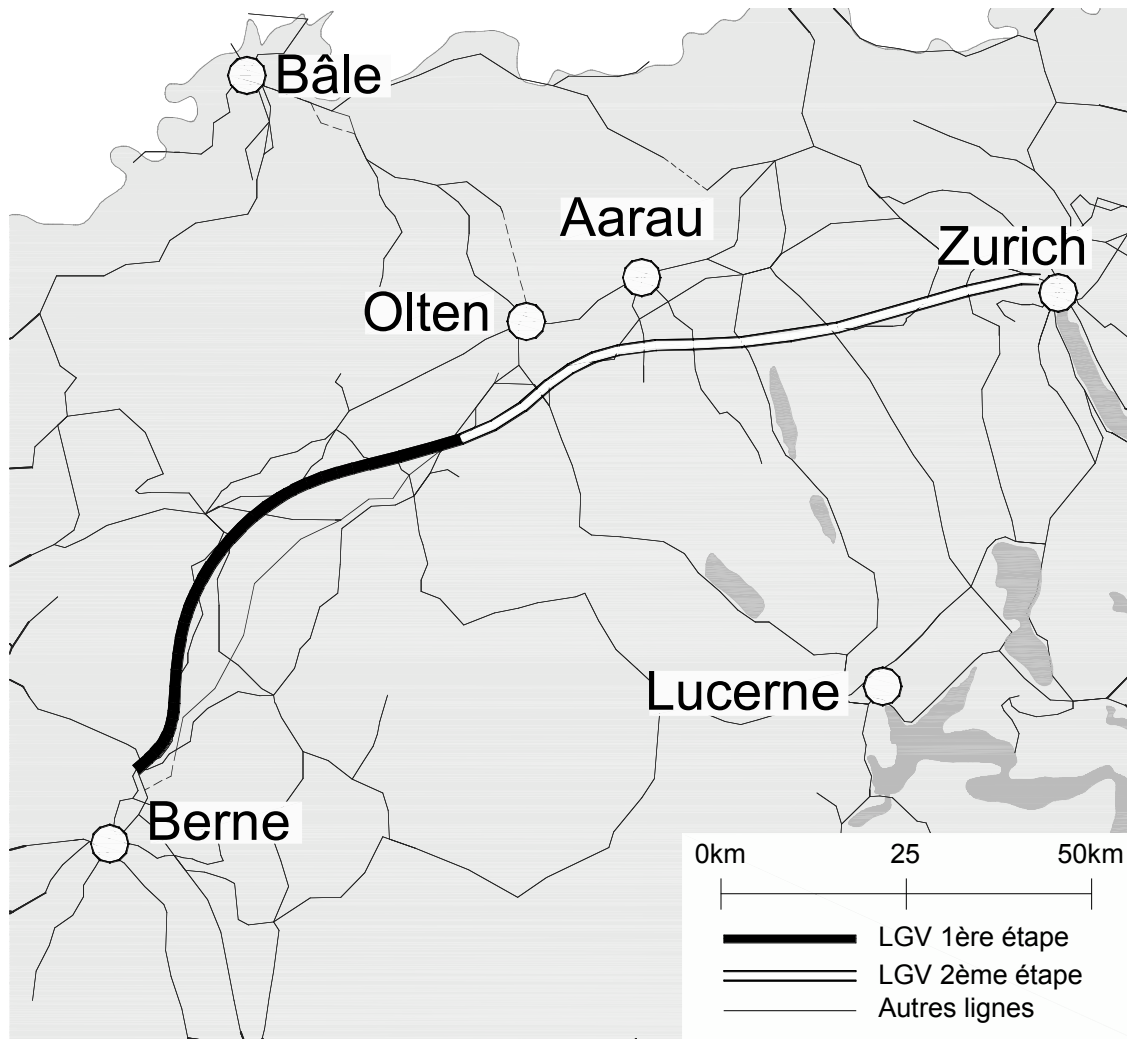 Bâle
Aarau
Zurich
Olten
Lucerne
Berne
0km 25 50km
LGV 1ère étape
LGV 2ème étape
Autres lignes